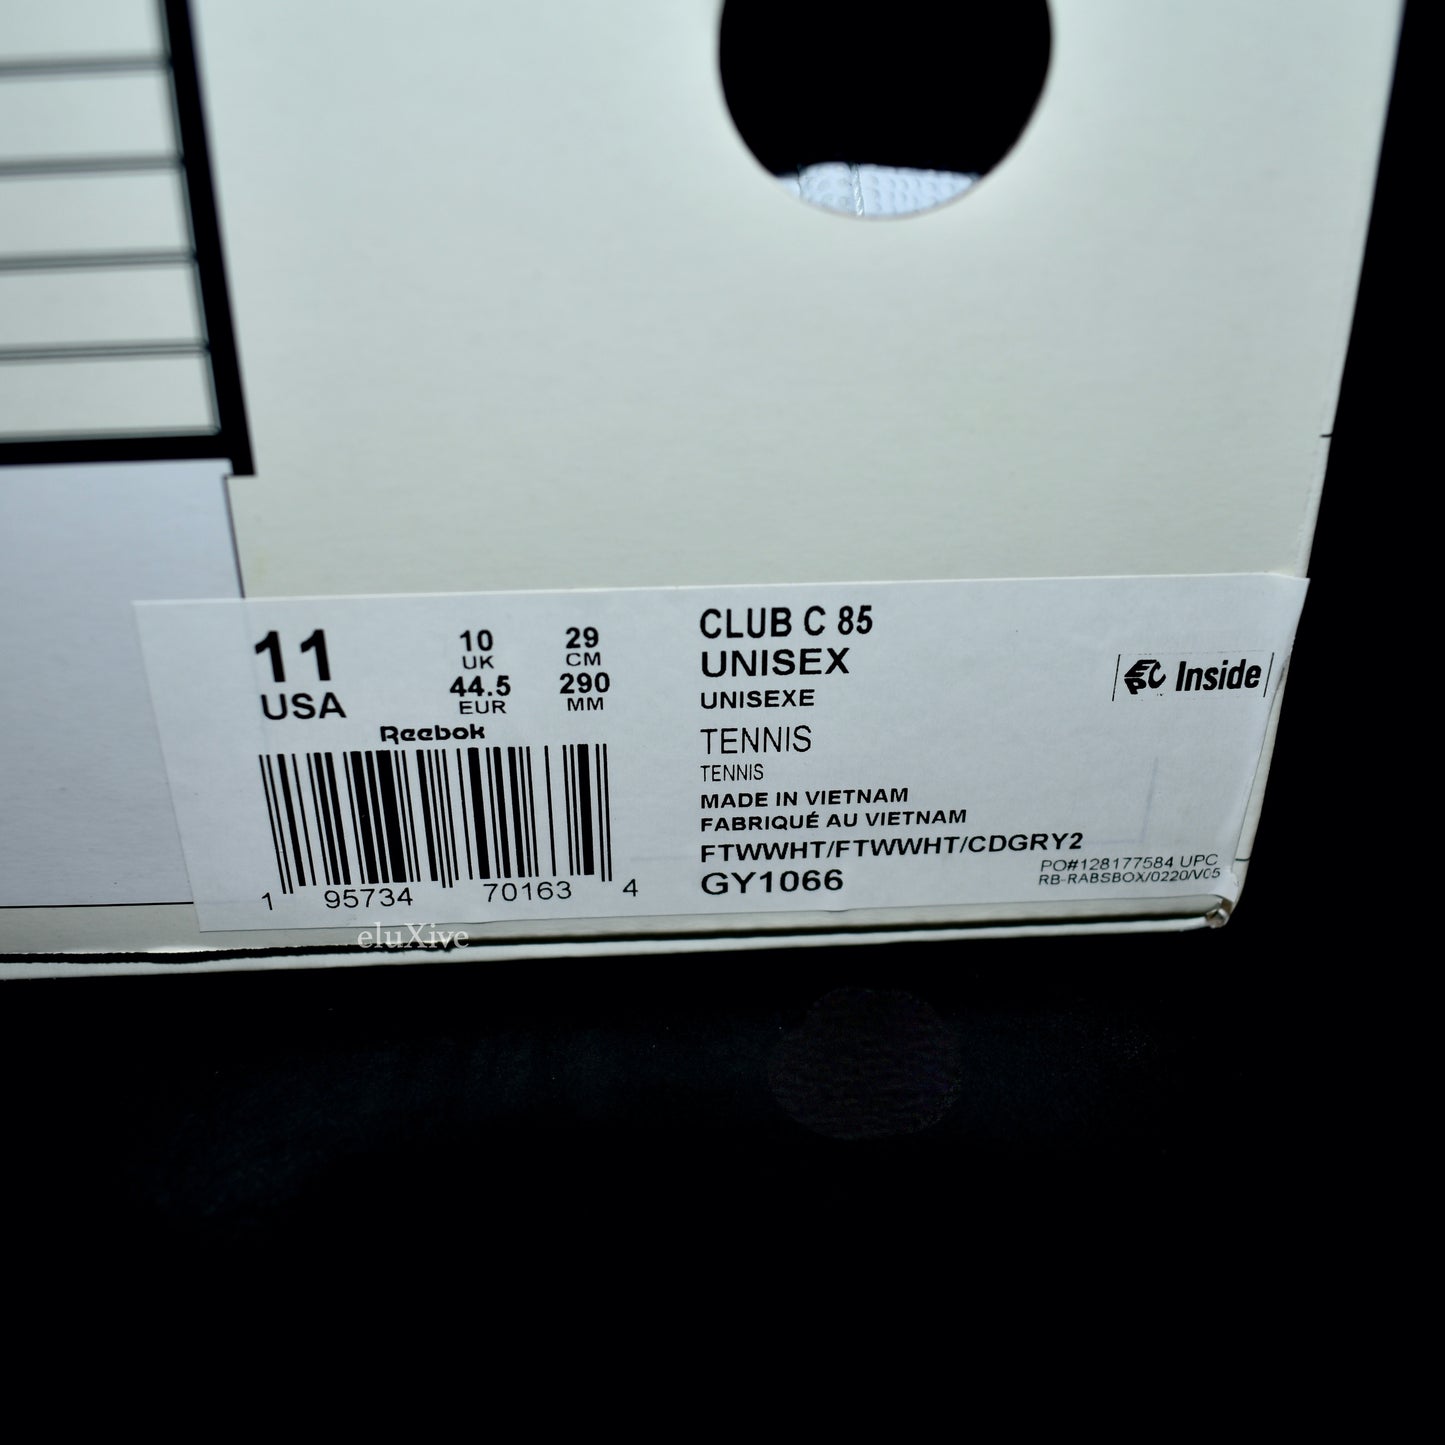 11
USA
10
UK
44.5
EUR
29
CM
290
MM
Reebok
1 95734 70163 4
CLUB C 85
UNISEX
UNISEXE
TENNIS
TENNIS
MADE IN VIETNAM
FABRIQUÉ AU VIETNAM
FTWWHT/FTWWHT/CDGRY2
GY1066
PO#128177584 UPC
RB-RABSBOX/0220/V05
EPC Inside
eluXive